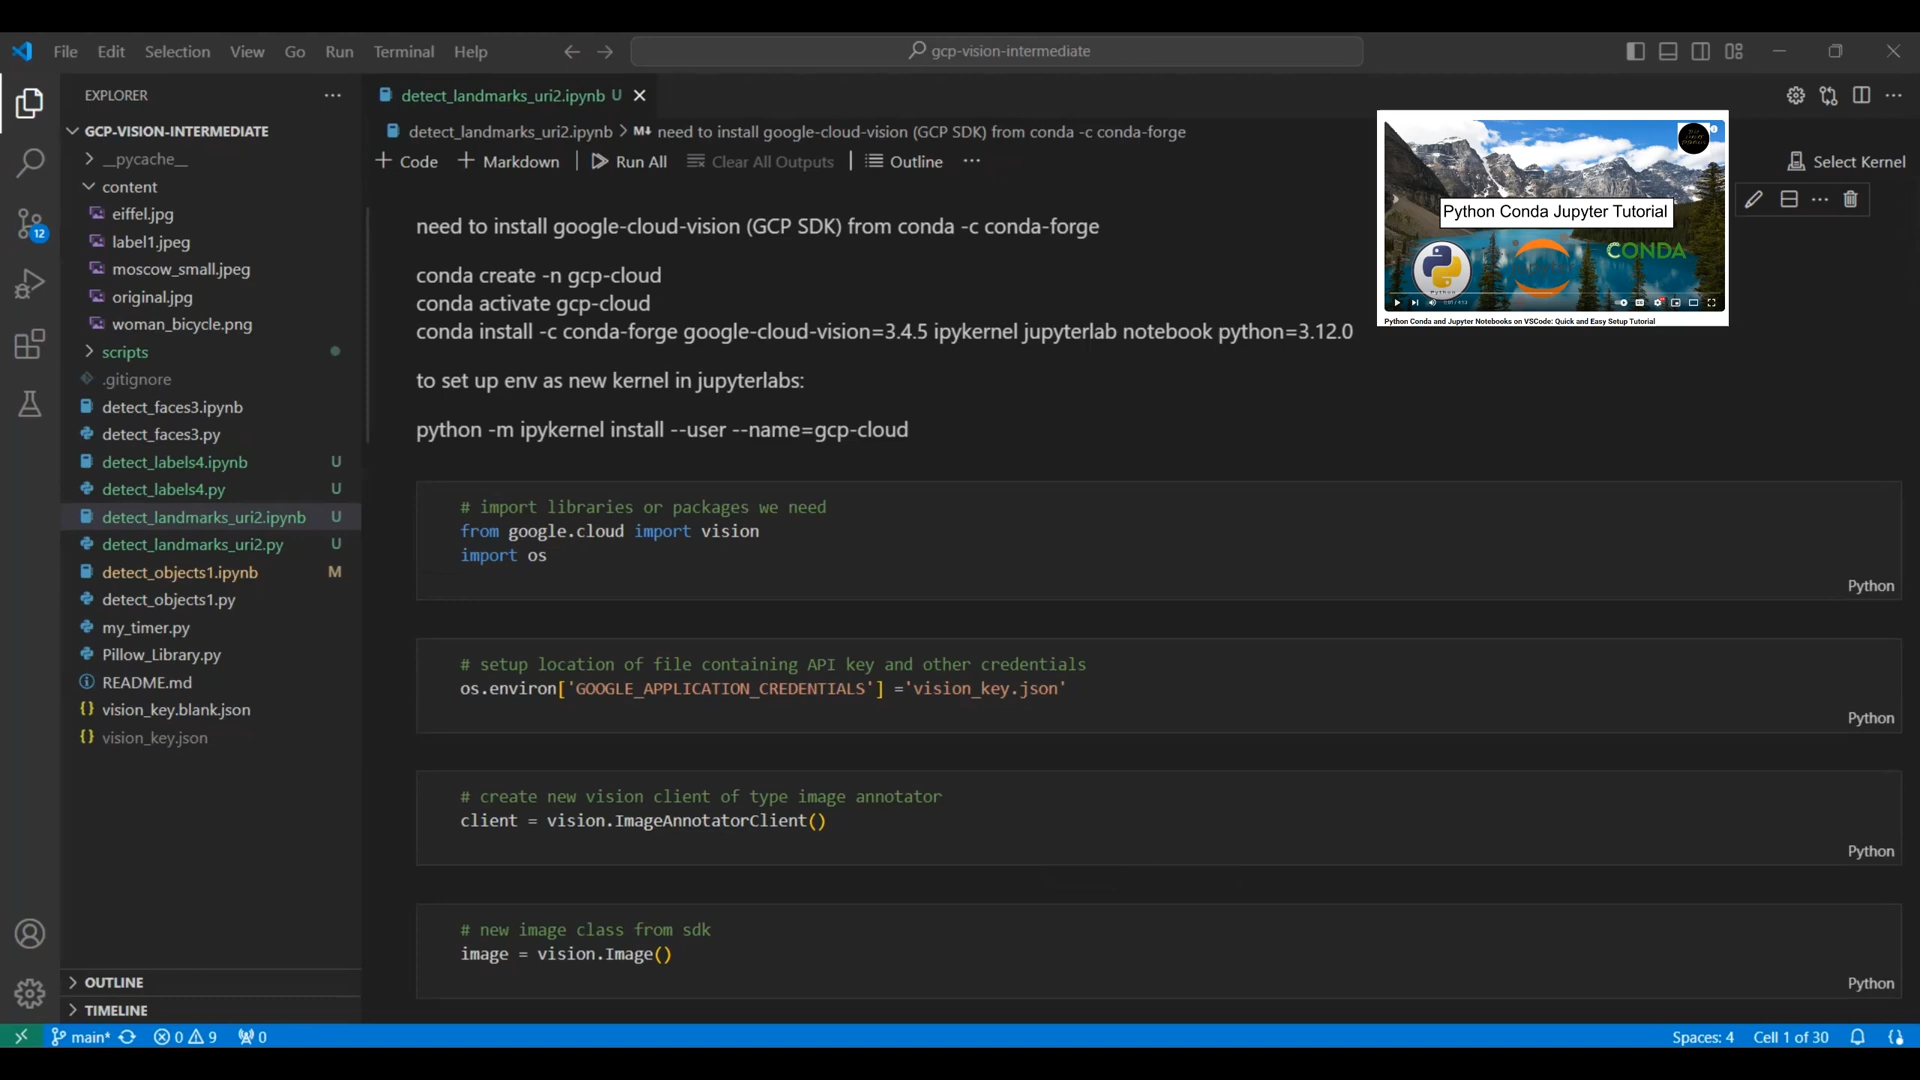 File Edit Selection View Go Run Terminal Help
gcp-vision-intermediate
EXPLORER
GCP-VISION-INTERMEDIATE
__pycache__
content
eiffel.jpg
label1.jpeg
moscow_small.jpeg
original.jpg
woman_bicycle.png
scripts
.gitignore
detect_faces3.ipynb
detect_faces3.py
detect_labels4.ipynb U
detect_labels4.py U
detect_landmarks_uri2.ipynb U
detect_landmarks_uri2.py U
detect_objects1.ipynb M
detect_objects1.py
my_timer.py
Pillow_Library.py
README.md
vision_key.blank.json
vision_key.json
OUTLINE
TIMELINE
12
detect_landmarks_uri2.ipynb U
detect_landmarks_uri2.ipynb > M↓ need to install google-cloud-vision (GCP SDK) from conda -c conda-forge
+ Code + Markdown Run All Clear All Outputs Outline ...
Select Kernel
need to install google-cloud-vision (GCP SDK) from conda -c conda-forge
conda create -n gcp-cloud
conda activate gcp-cloud
conda install -c conda-forge google-cloud-vision=3.4.5 ipykernel jupyterlab notebook python=3.12.0
to set up env as new kernel in jupyterlabs:
python -m ipykernel install --user --name=gcp-cloud
# import libraries or packages we need
from google.cloud import vision
import os
Python
# setup location of file containing API key and other credentials
os.environ['GOOGLE_APPLICATION_CREDENTIALS'] ='vision_key.json'
Python
# create new vision client of type image annotator
client = vision.ImageAnnotatorClient()
Python
# new image class from sdk
image = vision.Image()
Python
Python Conda Jupyter Tutorial
Python
jupyter
CONDA
Python Conda and Jupyter Notebooks on VSCode: Quick and Easy Setup Tutorial
main* 0 9 0
Spaces: 4 Cell 1 of 30